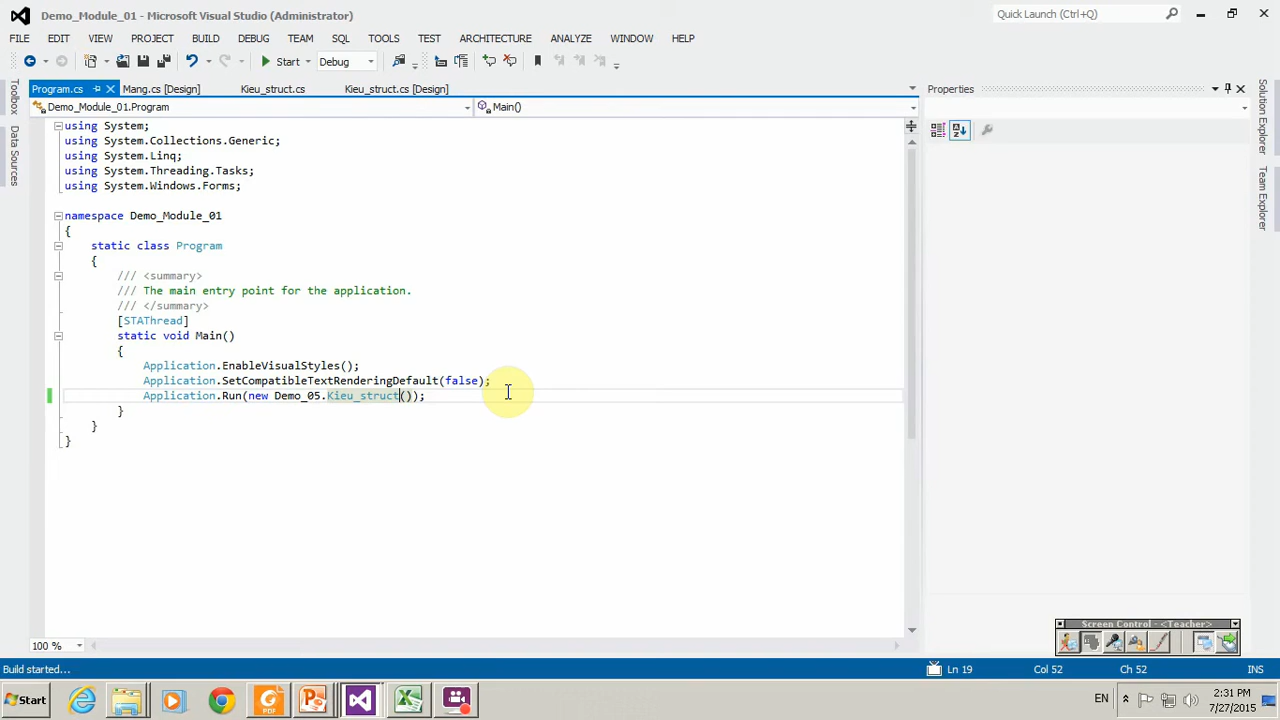 Demo_Module_01 - Microsoft Visual Studio (Administrator)
Quick Launch (Ctrl+Q)
FILE EDIT VIEW PROJECT BUILD DEBUG TEAM SQL TOOLS TEST ARCHITECTURE ANALYZE WINDOW HELP
Start Debug
Program.cs Mang.cs [Design] Kieu_struct.cs Kieu_struct.cs [Design]
Properties
Demo_Module_01.Program Main()
Toolbox
Data Sources
Solution Explorer
Team Explorer
using System;
using System.Collections.Generic;
using System.Linq;
using System.Threading.Tasks;
using System.Windows.Forms;
namespace Demo_Module_01
{
static class Program
{
/// <summary>
/// The main entry point for the application.
/// </summary>
[STAThread]
static void Main()
{
Application.EnableVisualStyles();
Application.SetCompatibleTextRenderingDefault(false);
Application.Run(new Demo_05.Kieu_struct());
}
}
}
Screen Control - <Teacher>
100 %
Build started... Ln 19 Col 52 Ch 52 INS
Start
EN 2:31 PM
7/27/2015